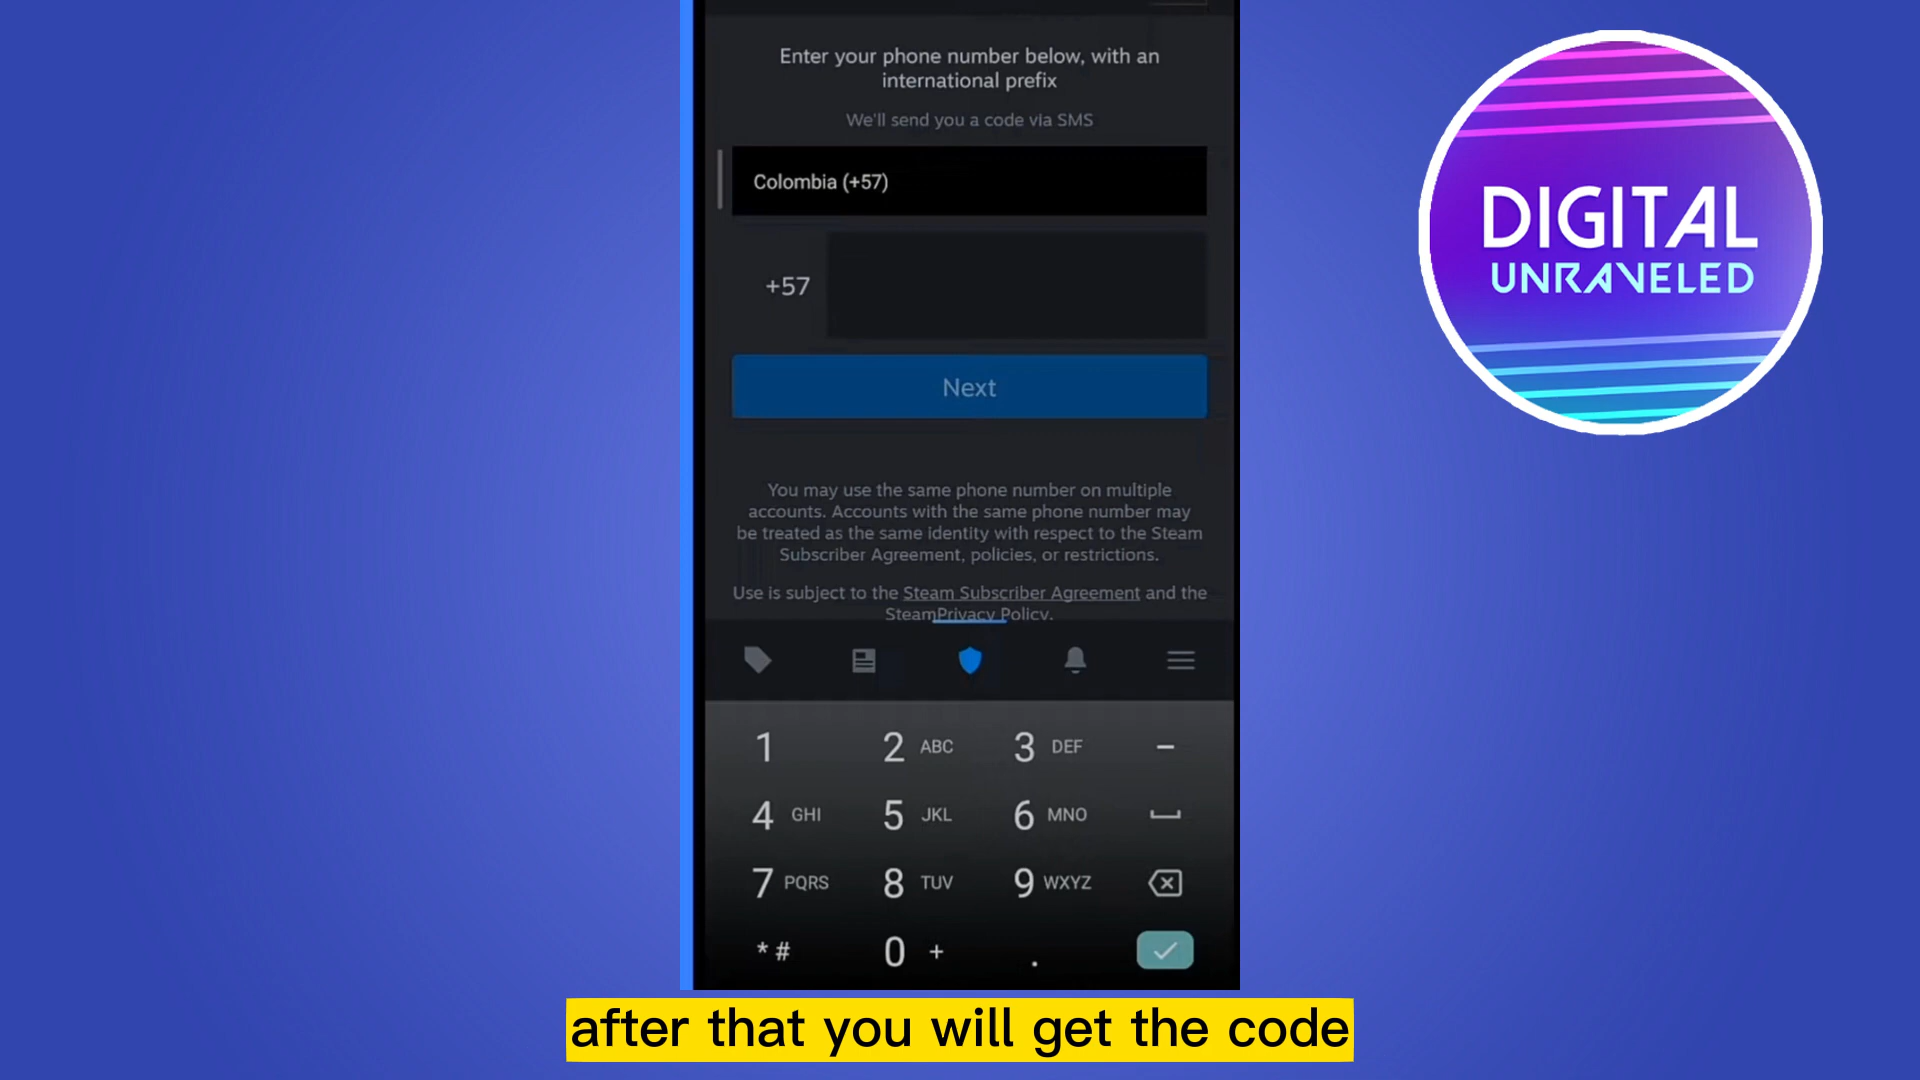 Enter your phone number below, with an
international prefix
We'll send you a code via SMS
Colombia (+57)
+57
Next
You may use the same phone number on multiple
accounts. Accounts with the same phone number may
be treated as the same identity with respect to the Steam
Subscriber Agreement, policies, or restrictions.
Use is subject to the Steam Subscriber Agreement and the
SteamPrivacy Policy.
1 2 ABC 3 DEF -
4 GHI 5 JKL 6 MNO
7 PQRS 8 TUV 9 WXYZ
* # 0 + .
after that you will get the code
DIGITAL
UNRAVELED